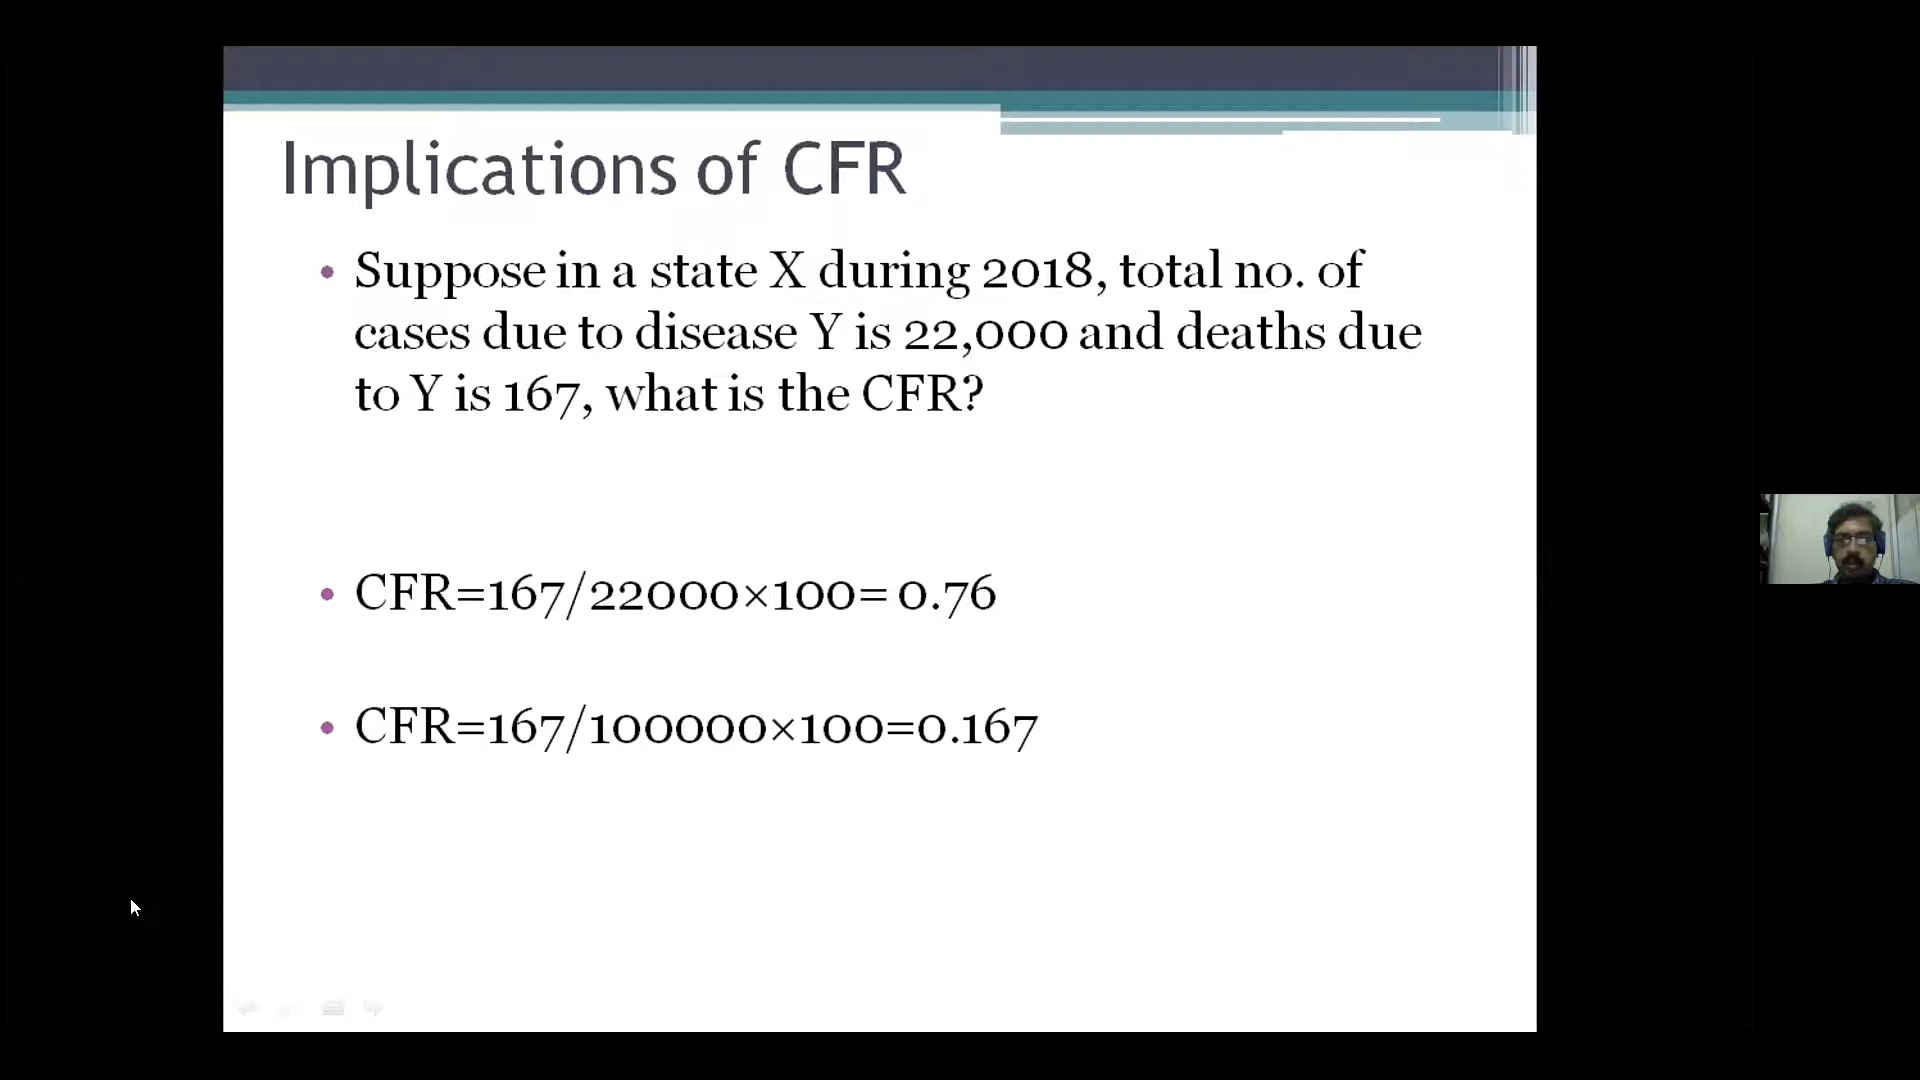 Implications of CFR
• Suppose in a state X during 2018, total no. of
cases due to disease Y is 22,000 and deaths due
to Y is 167, what is the CFR?
• CFR=167/22000×100= 0.76
• CFR=167/100000×100=0.167